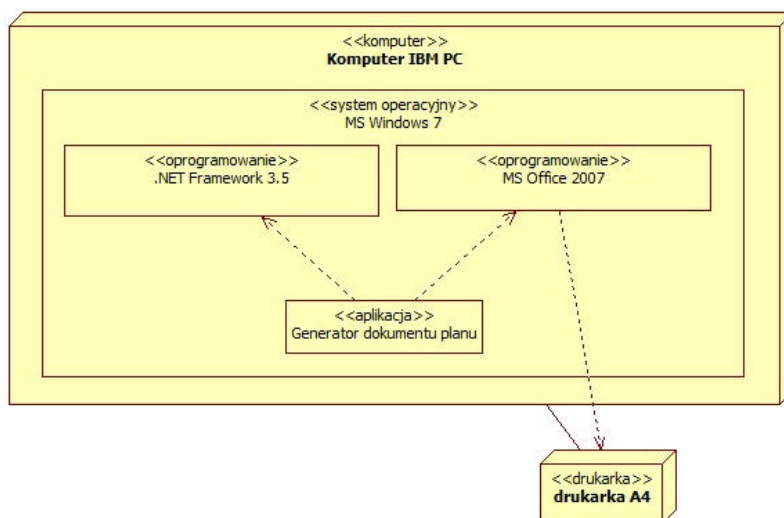 <<komputer>>
Komputer IBM PC
<<system operacyjny>>
MS Windows 7
<<oprogramowanie>>
.NET Framework 3.5
<<oprogramowanie>>
MS Office 2007
<<aplikacja>>
Generator dokumentu planu
<<drukarka>>
drukarka A4